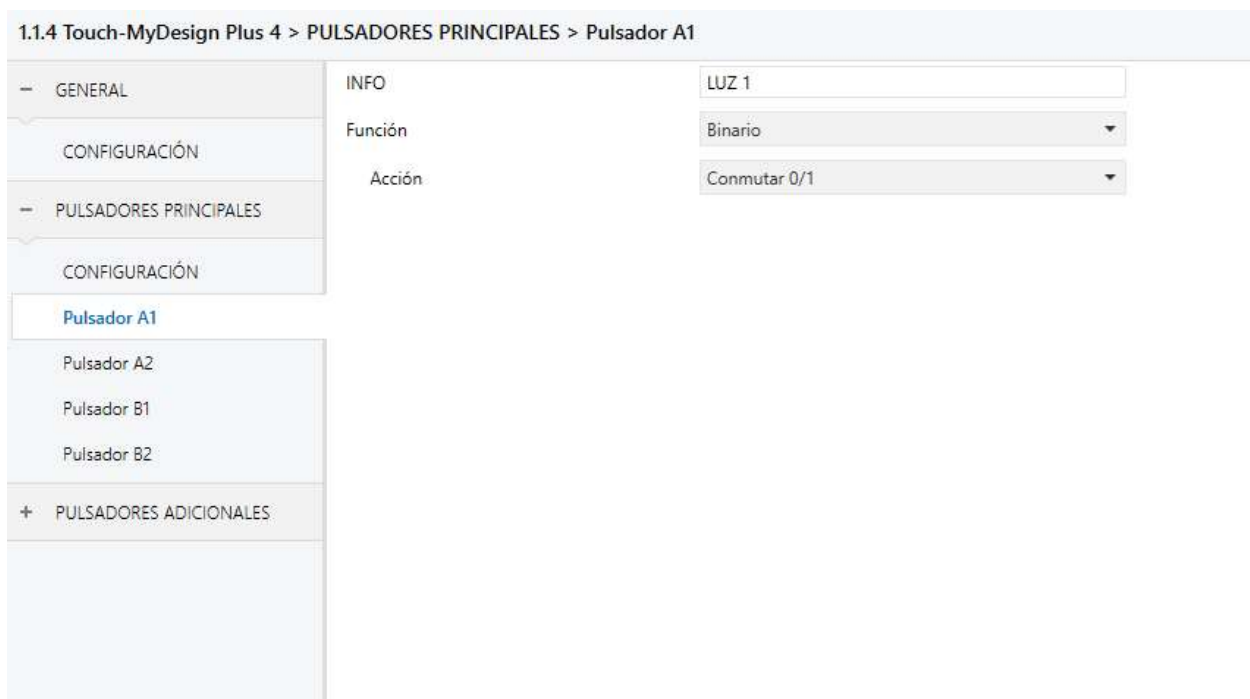 1.1.4 Touch-MyDesign Plus 4 > PULSADORES PRINCIPALES > Pulsador A1
GENERAL
CONFIGURACIÓN
PULSADORES PRINCIPALES
CONFIGURACIÓN
Pulsador A1
Pulsador A2
Pulsador B1
Pulsador B2
PULSADORES ADICIONALES
INFO LUZ 1
Función Binario
Acción Conmutar 0/1